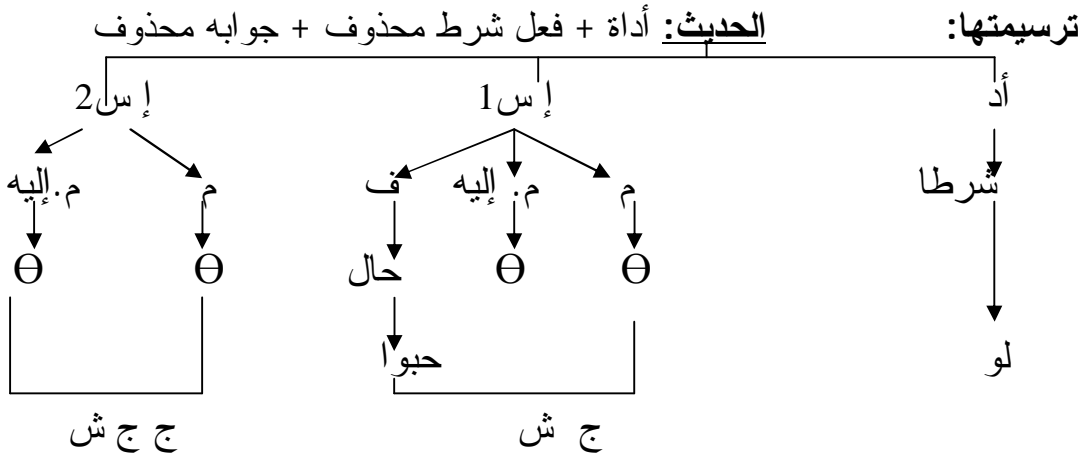 ترسيمتها: الحديث: أداة + فعل شرط محذوف + جوابه محذوف
أد إ س1 إ س2
شرطا م م. إليه ف م م.إليه
Ɵ Ɵ حال Ɵ Ɵ
لو حبوا
ج ش ج ج ش